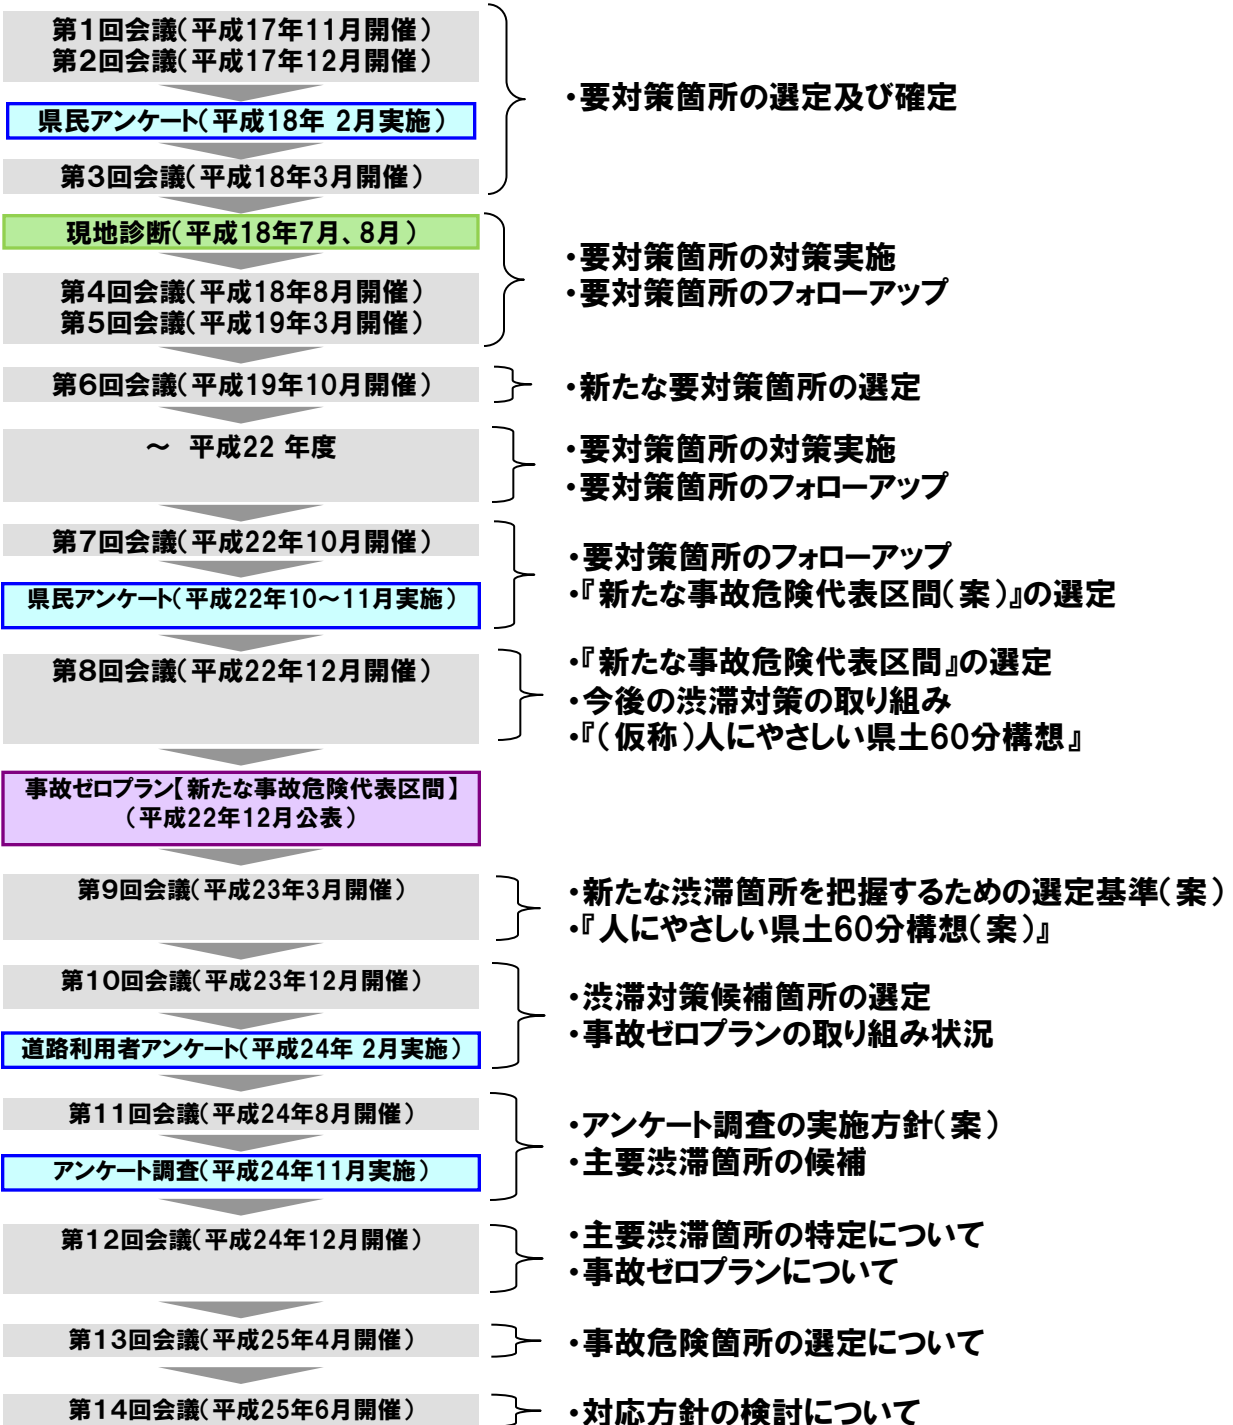 第1回会議(平成17年11月開催)
第2回会議(平成17年12月開催)
・要対策箇所の選定及び確定
県民アンケート(平成18年 2月実施)
第3回会議(平成18年3月開催)
現地診断(平成18年7月、8月)
・要対策箇所の対策実施
・要対策箇所のフォローアップ
第4回会議(平成18年8月開催)
第5回会議(平成19年3月開催)
第6回会議(平成19年10月開催)
・新たな要対策箇所の選定
~ 平成22 年度
・要対策箇所の対策実施
・要対策箇所のフォローアップ
第7回会議(平成22年10月開催)
・要対策箇所のフォローアップ
・『新たな事故危険代表区間(案)』の選定
県民アンケート(平成22年10~11月実施)
第8回会議(平成22年12月開催)
・『新たな事故危険代表区間』の選定
・今後の渋滞対策の取り組み
・『(仮称)人にやさしい県土60分構想』
事故ゼロプラン【新たな事故危険代表区間】
(平成22年12月公表)
第9回会議(平成23年3月開催)
・新たな渋滞箇所を把握するための選定基準(案)
・『人にやさしい県土60分構想(案)』
第10回会議(平成23年12月開催)
・渋滞対策候補箇所の選定
・事故ゼロプランの取り組み状況
道路利用者アンケート(平成24年 2月実施)
第11回会議(平成24年8月開催)
・アンケート調査の実施方針(案)
・主要渋滞箇所の候補
アンケート調査(平成24年11月実施)
第12回会議(平成24年12月開催)
・主要渋滞箇所の特定について
・事故ゼロプランについて
第13回会議(平成25年4月開催)
・事故危険箇所の選定について
第14回会議(平成25年6月開催)
・対応方針の検討について